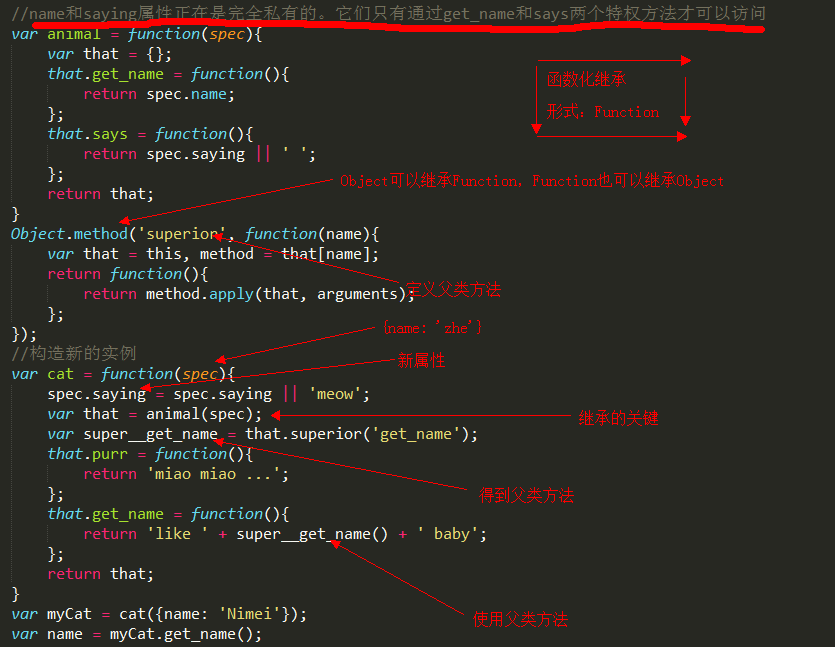 //name和saying属性正在是完全私有的。它们只有通过get_name和says两个特权方法才可以访问
var animal = function(spec){
    var that = {};
    that.get_name = function(){
        return spec.name;
    };
    that.says = function(){
        return spec.saying || ' ';
    };
    return that;
}
函数化继承
形式：Function
Object可以继承Function，Function也可以继承Object
Object.method('superior', function(name){
    var that = this, method = that[name];
    return function(){
        return method.apply(that, arguments);
    };
});
定义父类方法
{name: 'zhe'}
//构造新的实例
var cat = function(spec){
新属性
    spec.saying = spec.saying || 'meow';
    var that = animal(spec);
继承的关键
    var super__get_name = that.superior('get_name');
    that.purr = function(){
        return 'miao miao ...';
    };
得到父类方法
    that.get_name = function(){
        return 'like ' + super__get_name() + ' baby';
    };
    return that;
}
使用父类方法
var myCat = cat({name: 'Nimei'});
var name = myCat.get_name();